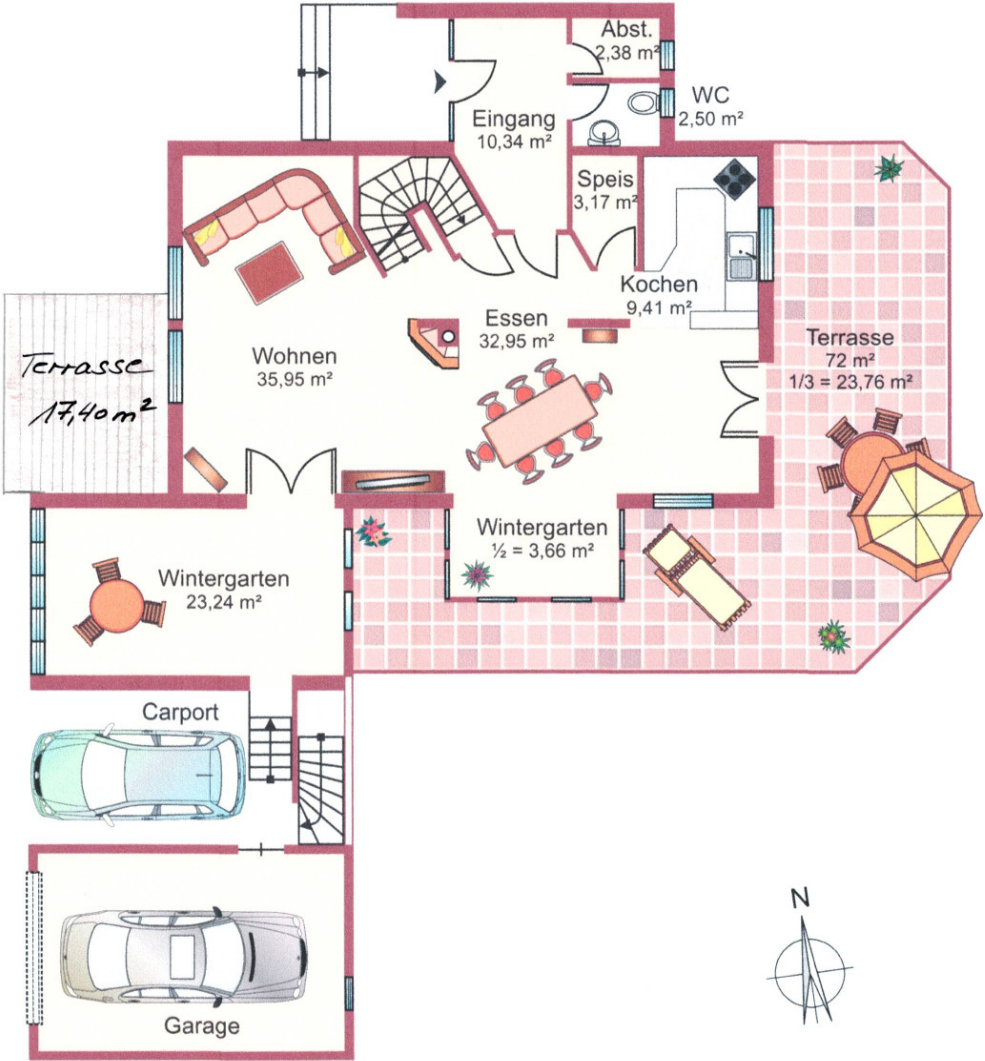 Abst.
2,38 m²
WC
2,50 m²
Eingang
10,34 m²
Speis
3,17 m²
Kochen
9,41 m²
Essen
32,95 m²
Wohnen
35,95 m²
Terrasse
72 m²
1/3 = 23,76 m²
Terrasse
17,40 m²
Wintergarten
½ = 3,66 m²
Wintergarten
23,24 m²
Carport
Garage
N